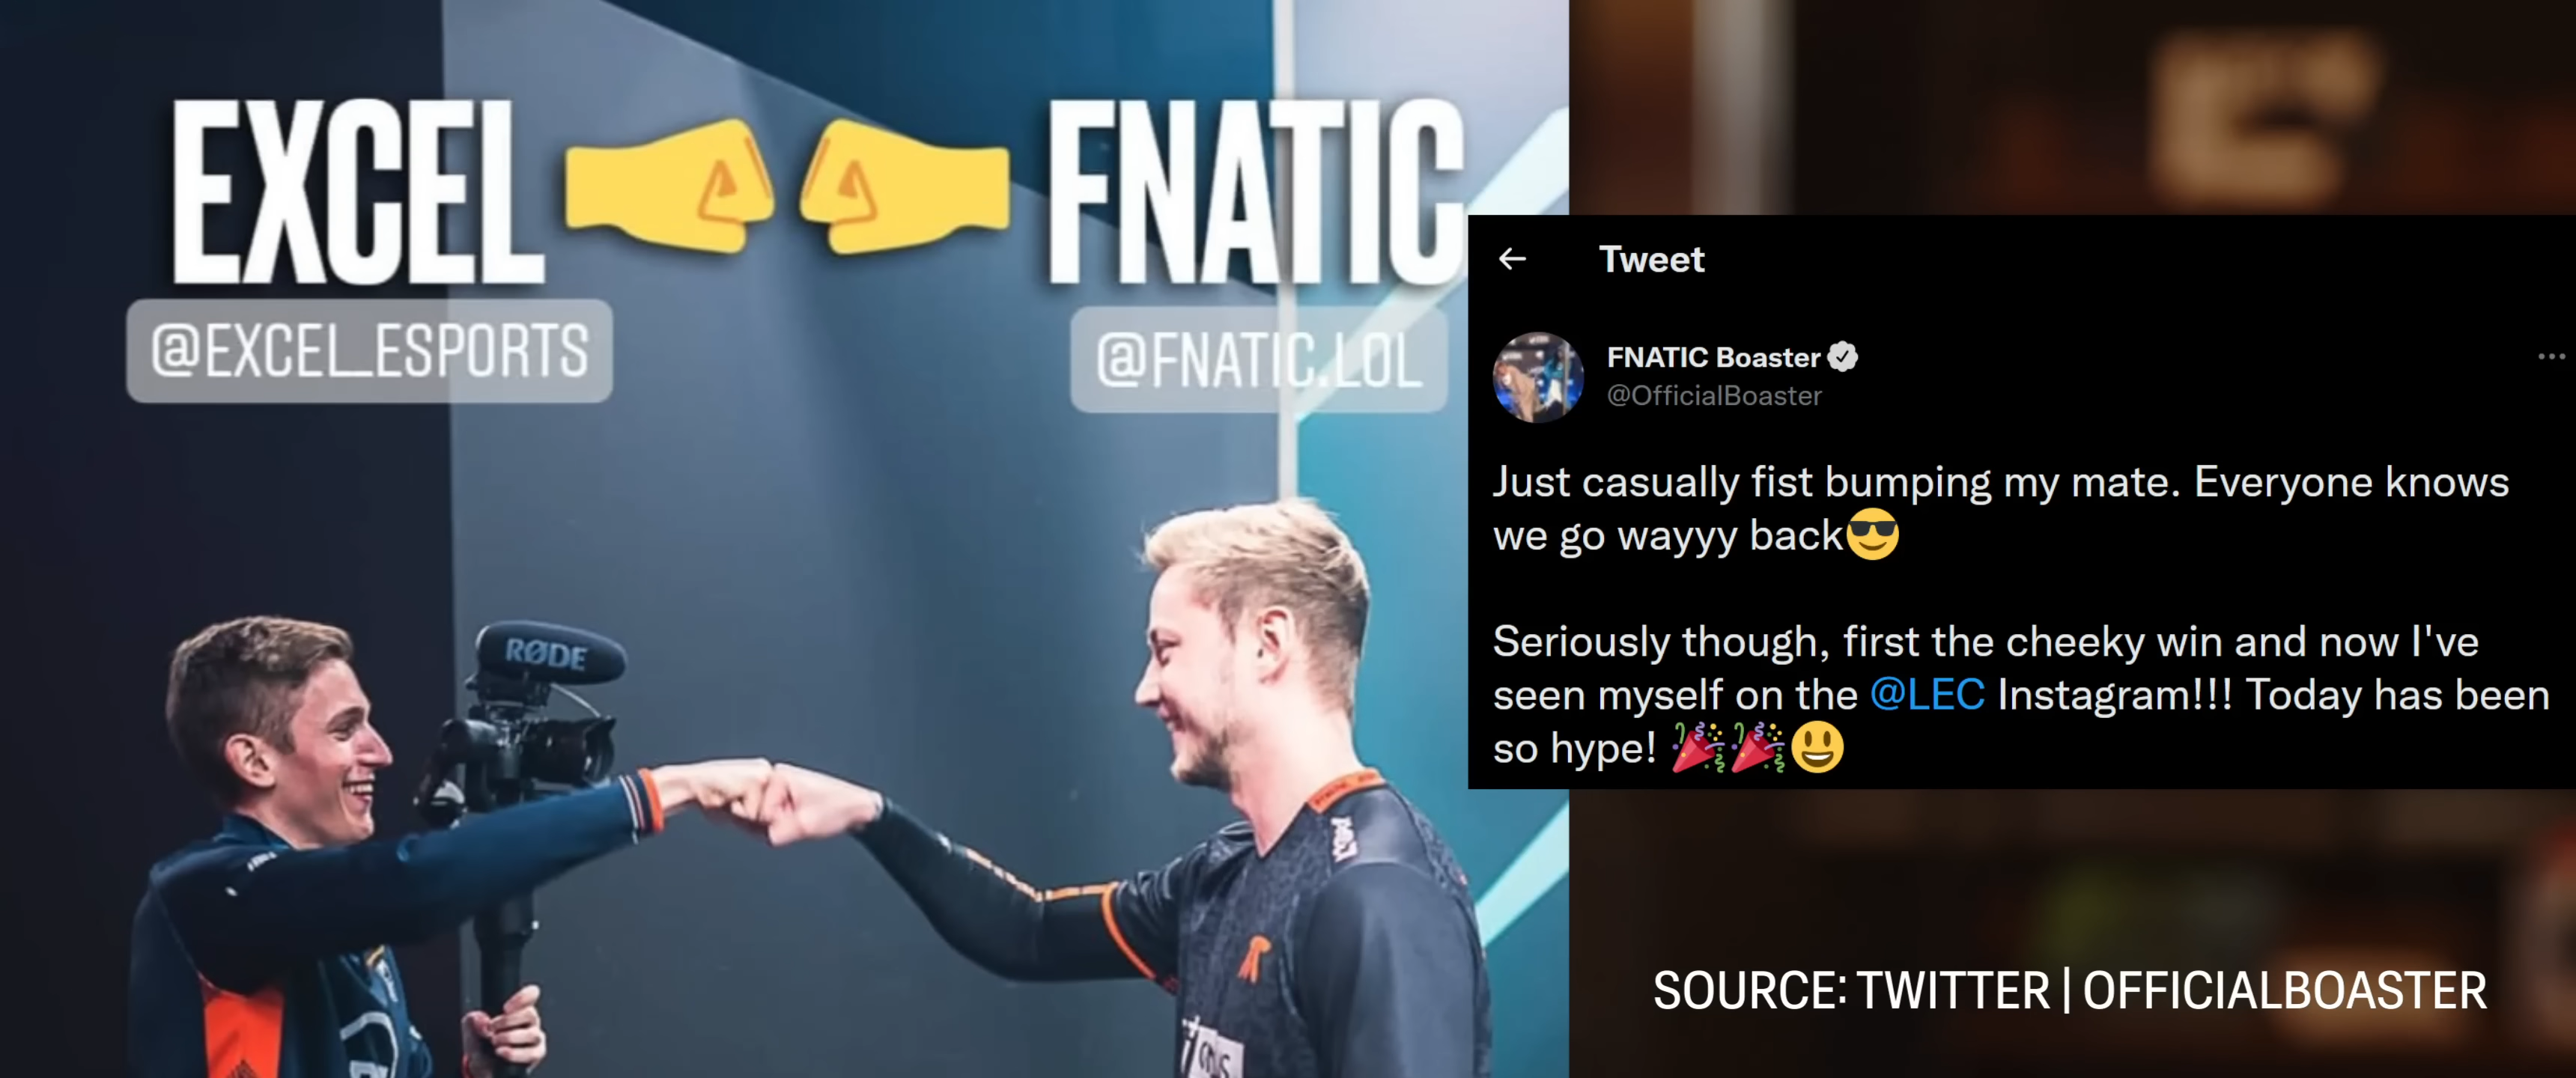 EXCEL FNATIC
@EXCEL_ESPORTS
@FNATIC.LOL
RØDE
Tweet
FNATIC Boaster
@OfficialBoaster
Just casually fist bumping my mate. Everyone knows
we go wayyy back😎
Seriously though, first the cheeky win and now I've
seen myself on the @LEC Instagram!!! Today has been
so hype! 🎉🎉😃
SOURCE: TWITTER | OFFICIALBOASTER